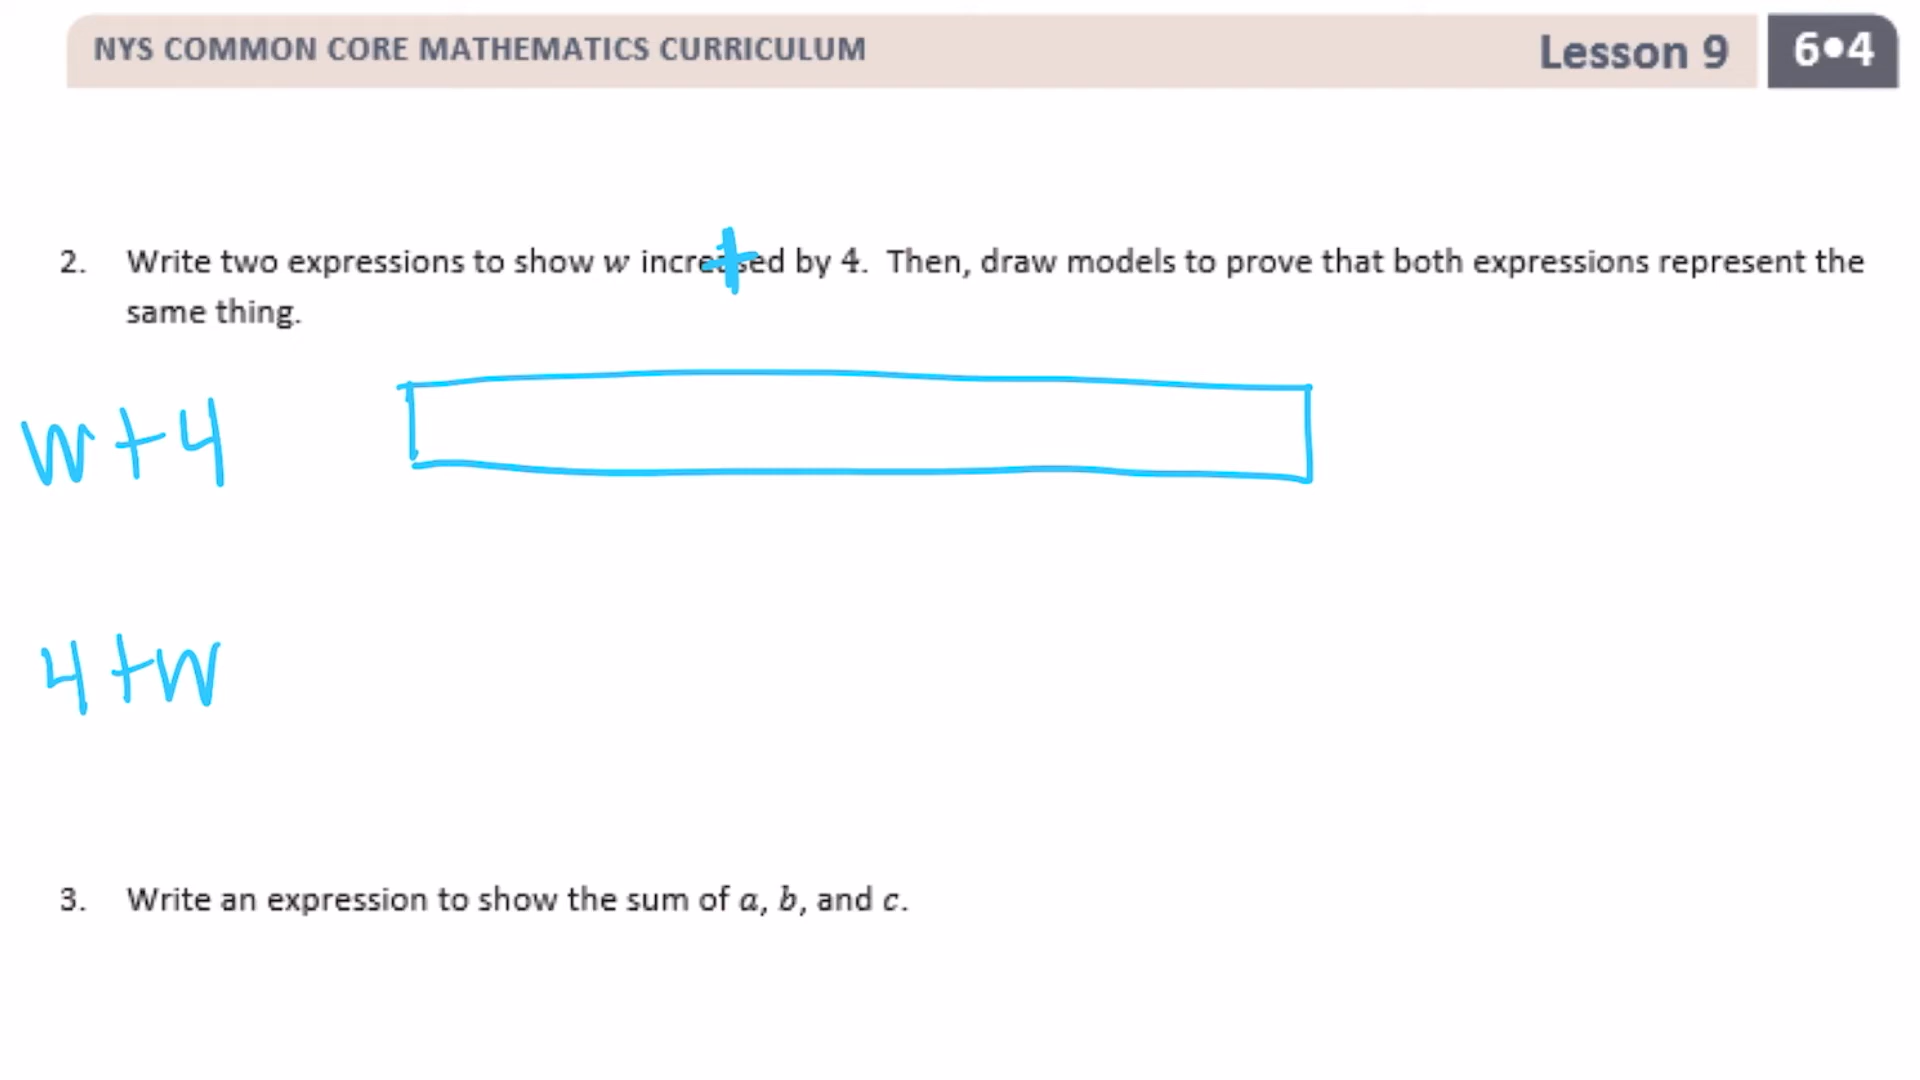 NYS COMMON CORE MATHEMATICS CURRICULUM Lesson 9 6•4
2. Write two expressions to show w increased by 4. Then, draw models to prove that both expressions represent the
same thing.
w+4
4+w
3. Write an expression to show the sum of a, b, and c.